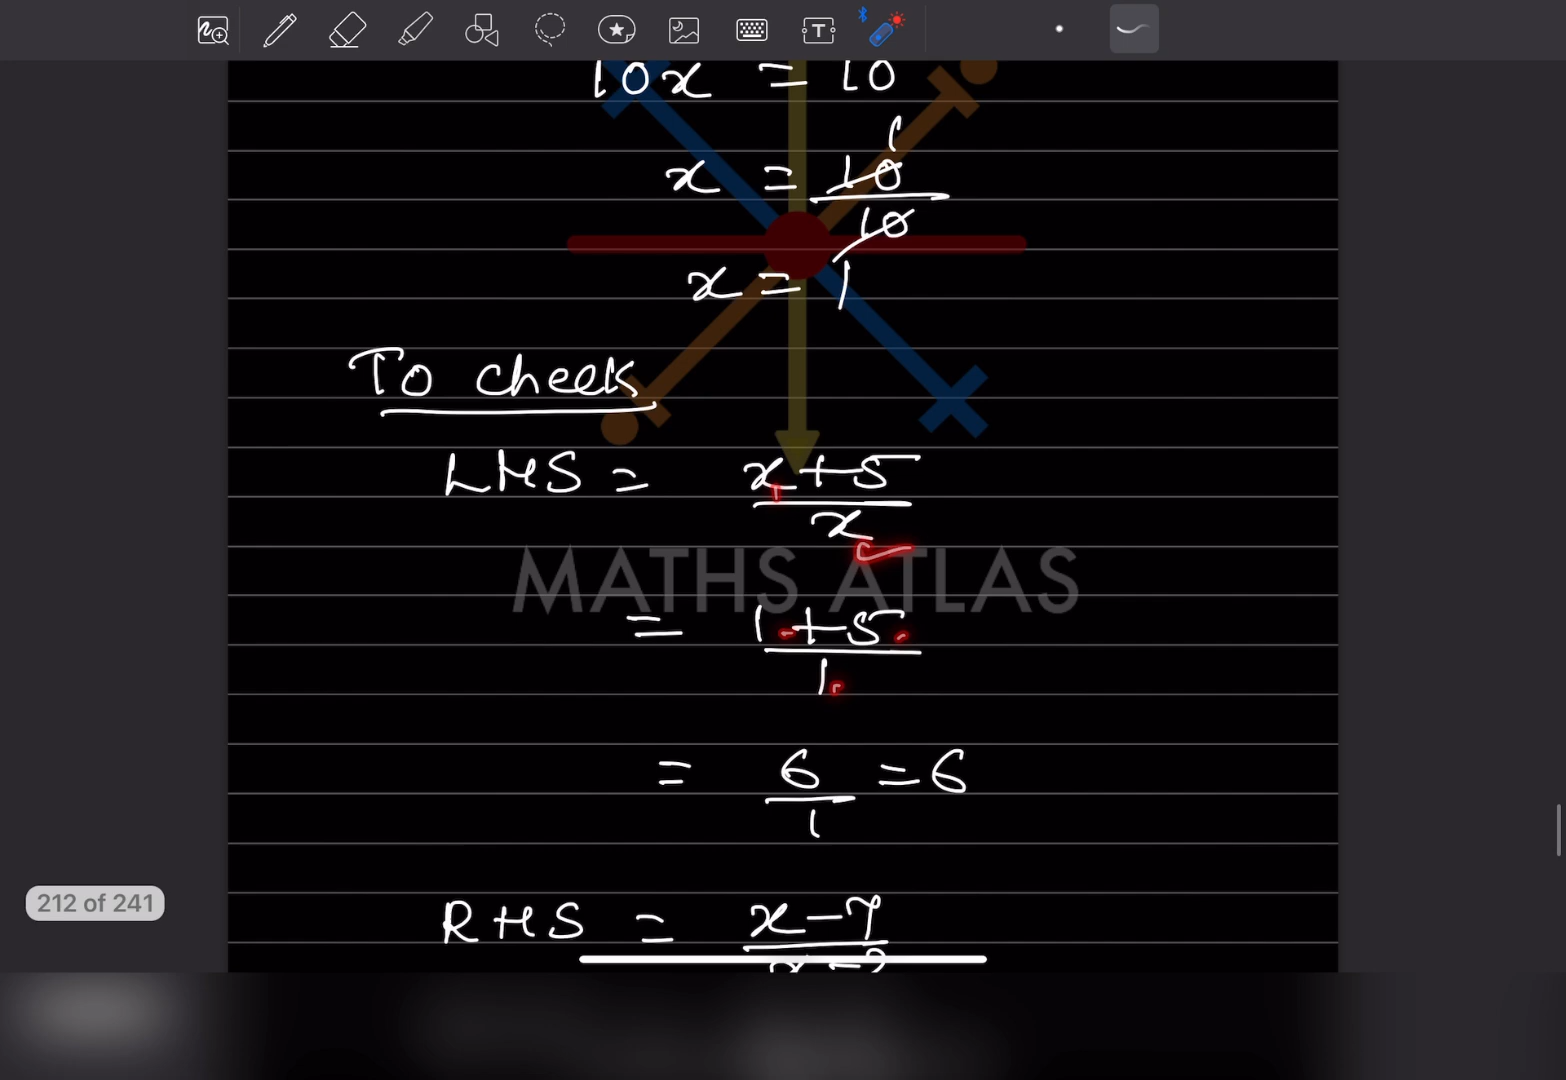 10x = 10
x = 10/10 1
x = 1
To check
LHS = x+5/x
MATHS ATLAS
= 1+5/1
= 6/1 = 6
212 of 241
RHS = x-7/